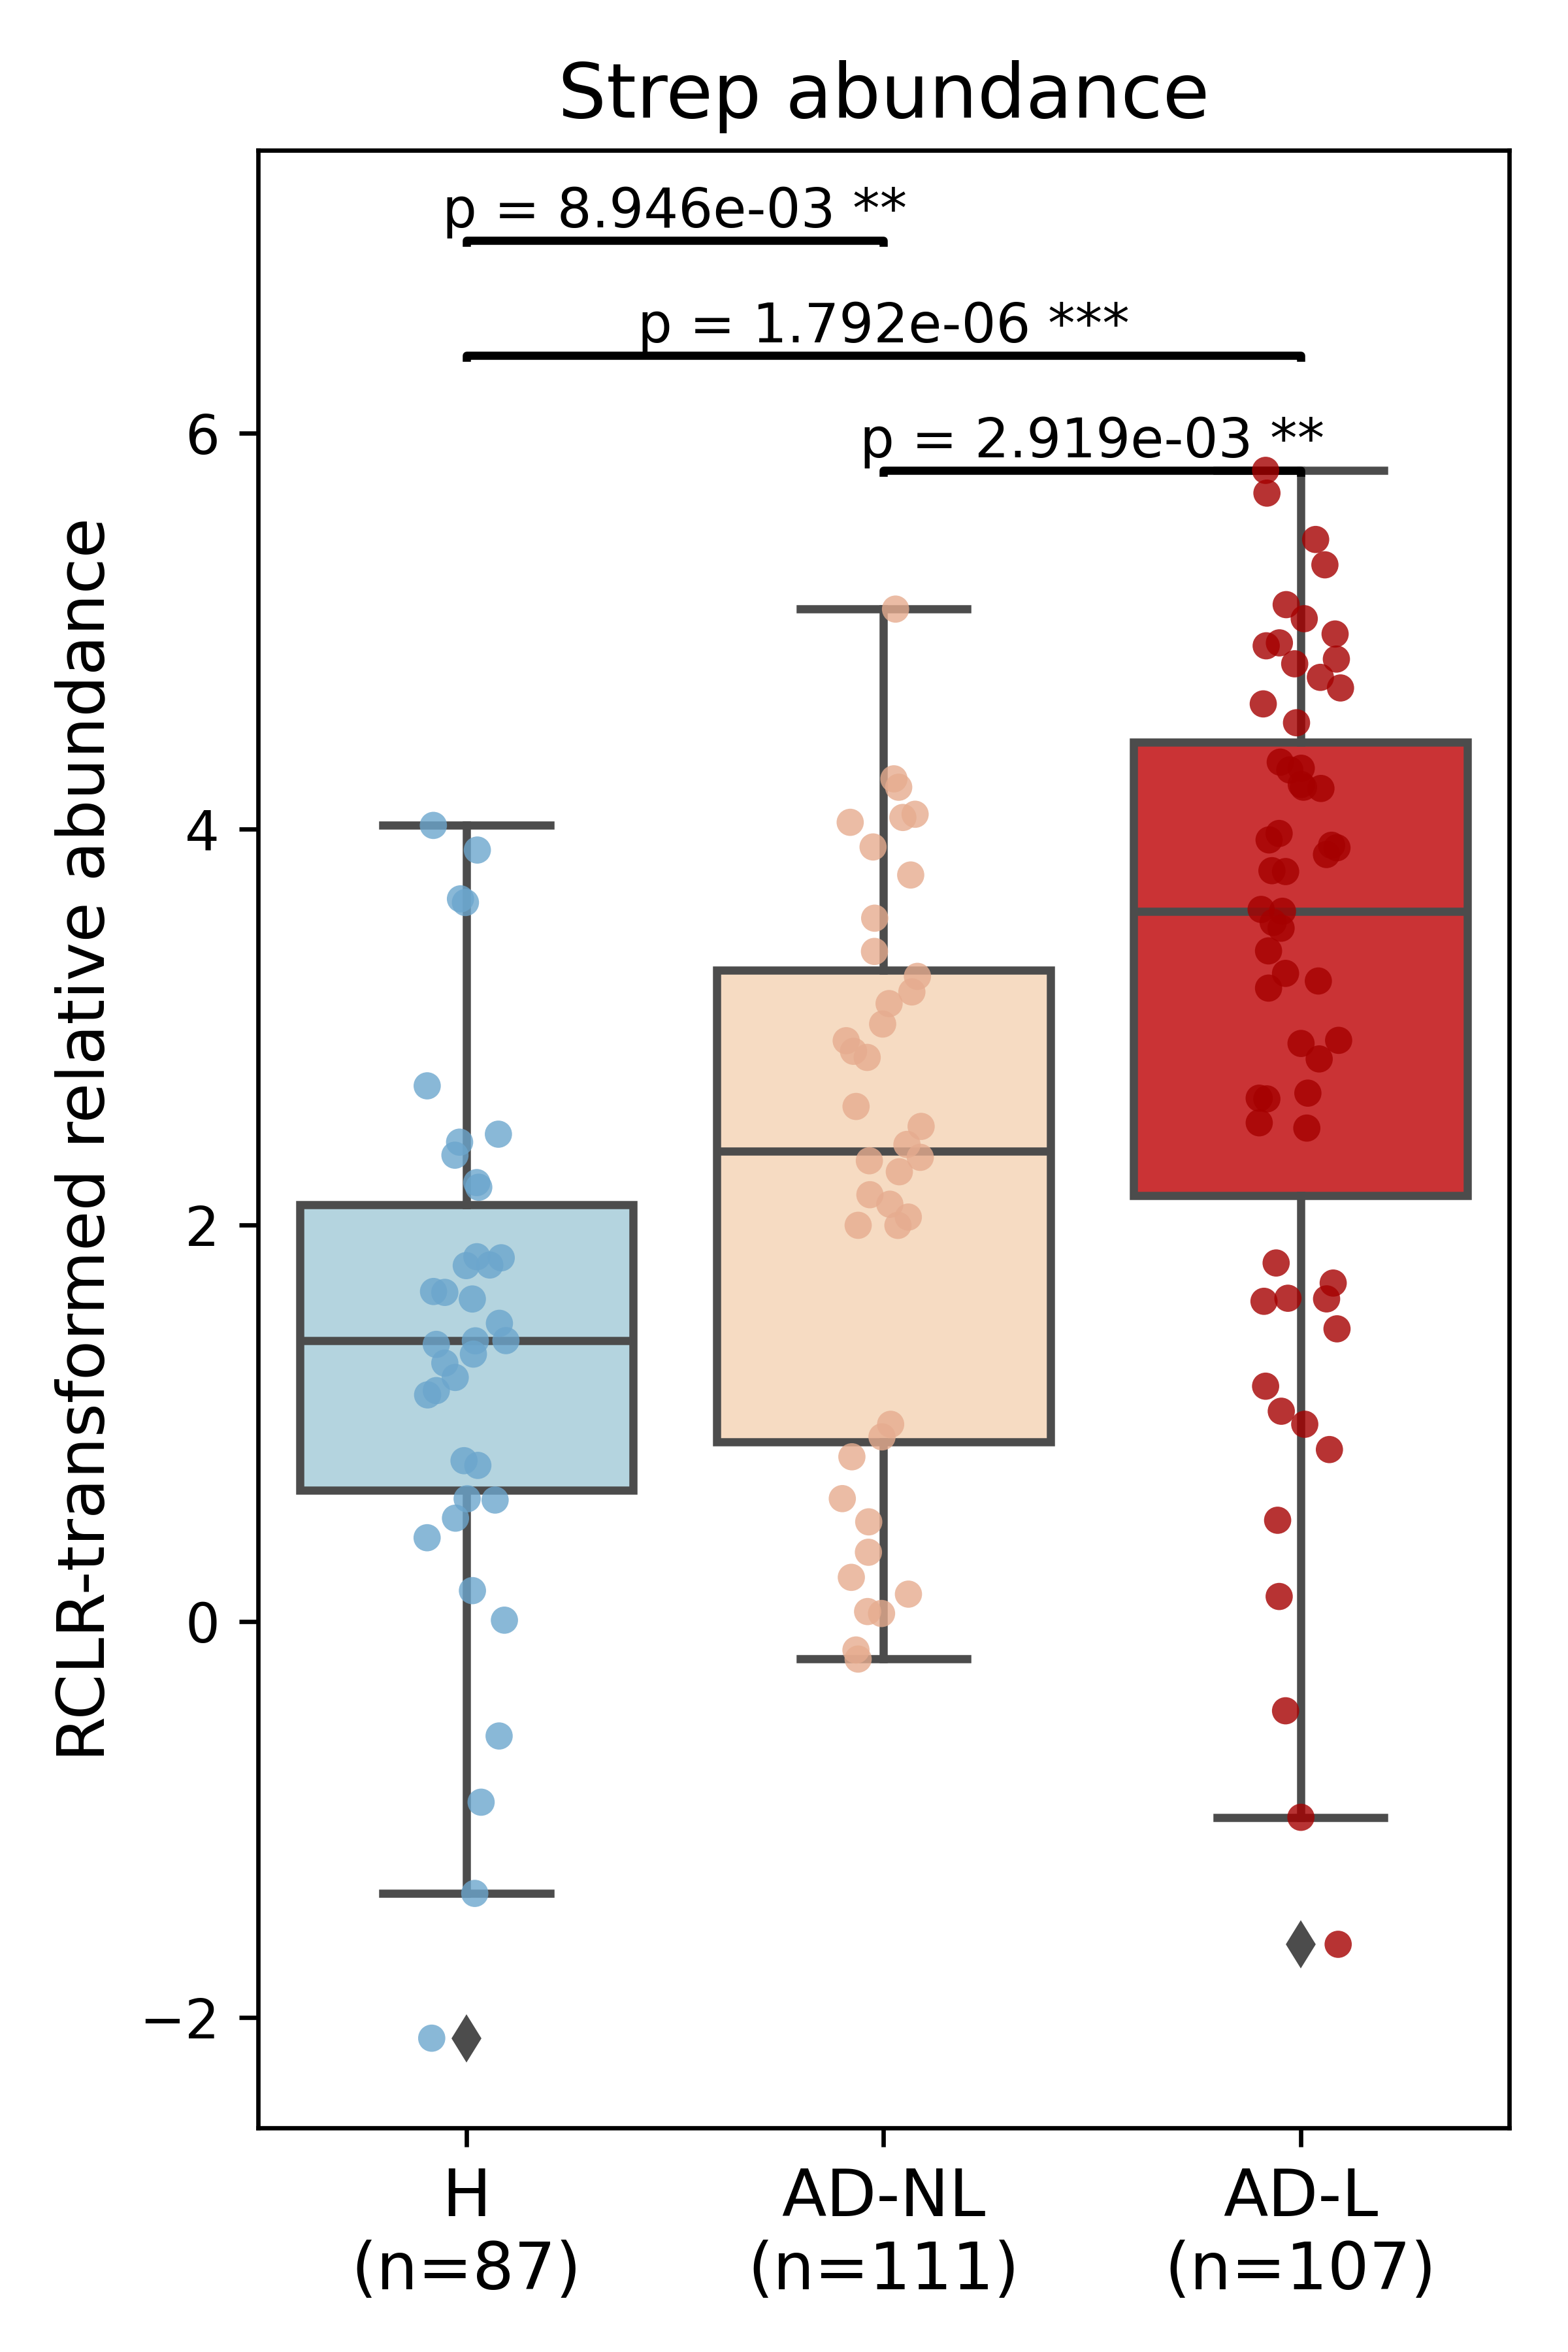 Strep abundance
p = 8.946e-03 **
p = 1.792e-06 ***
p = 2.919e-03 **
RCLR-transformed relative abundance
6
4
2
0
−2
H
(n=87)
AD-NL
(n=111)
AD-L
(n=107)